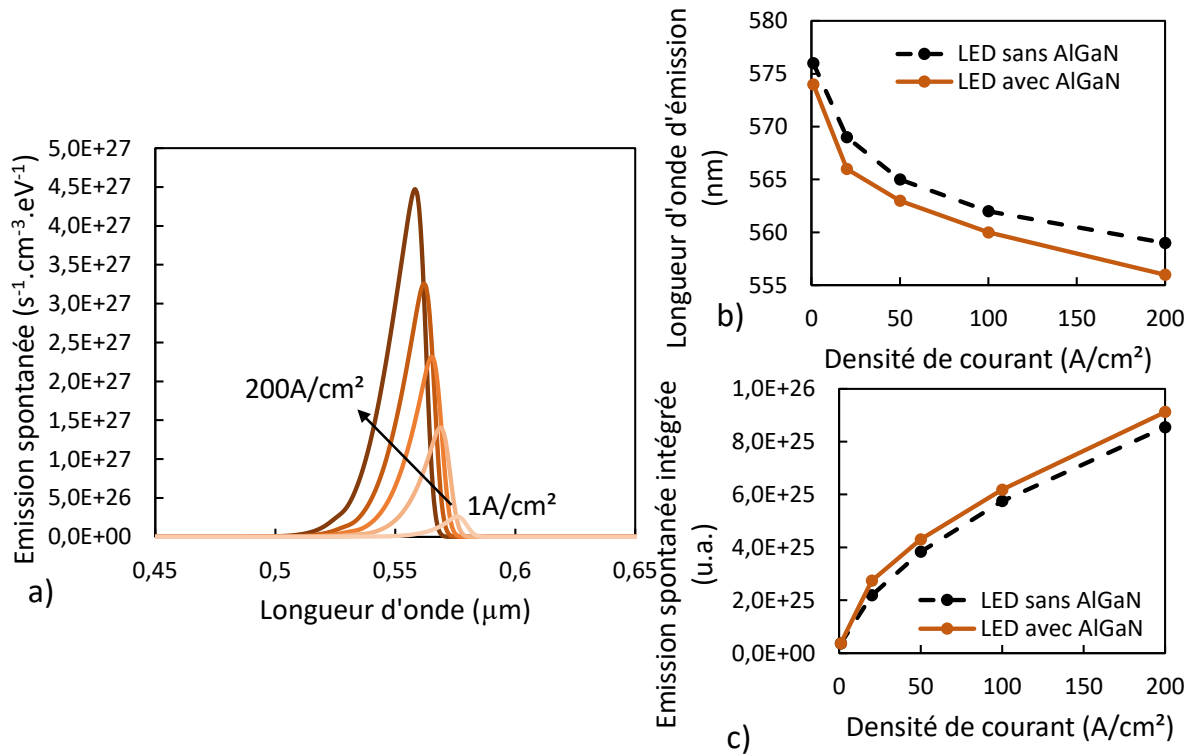 Emission spontanée (s⁻¹.cm⁻³.eV⁻¹)
5,0E+27
4,5E+27
4,0E+27
3,5E+27
3,0E+27
2,5E+27
2,0E+27
1,5E+27
1,0E+27
5,0E+26
0,0E+00
200A/cm²
1A/cm²
0,45
0,5
0,55
0,6
0,65
Longueur d'onde (μm)
a)
Longueur d'onde d'émission
(nm)
580
575
570
565
560
555
LED sans AlGaN
LED avec AlGaN
0
50
100
150
200
Densité de courant (A/cm²)
b)
Emission spontanée intégrée
(u.a.)
1,0E+26
8,0E+25
6,0E+25
4,0E+25
2,0E+25
0,0E+00
LED sans AlGaN
LED avec AlGaN
0
50
100
150
200
Densité de courant (A/cm²)
c)